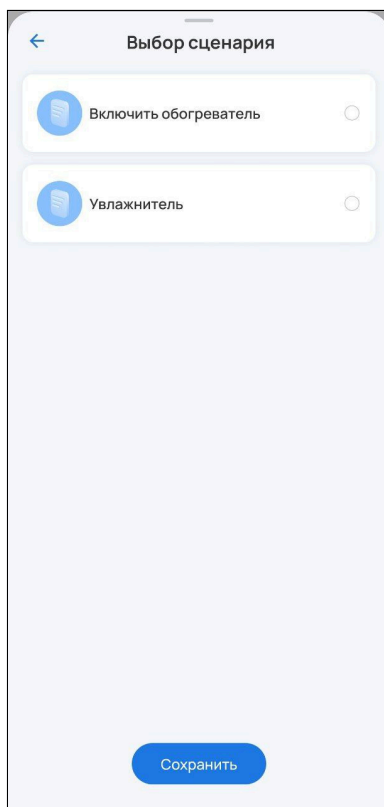 Выбор сценария
Включить обогреватель
Увлажнитель
Сохранить